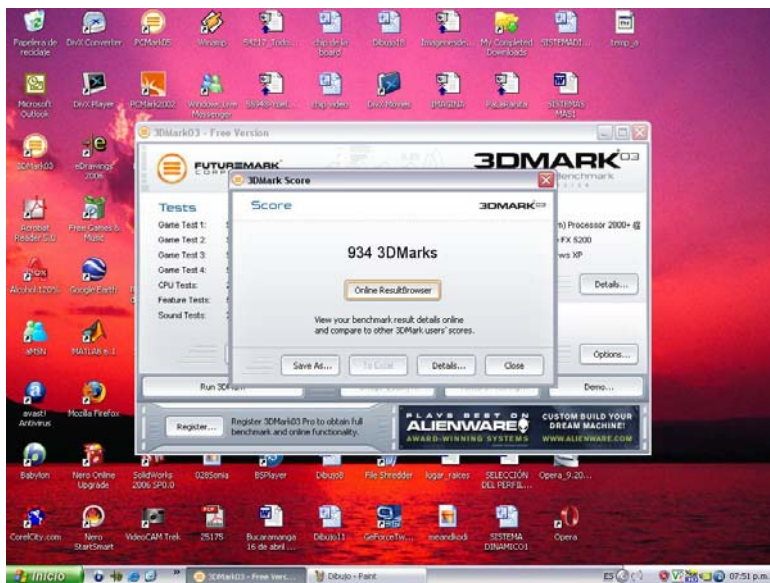 Papelera de reciclaje
DivX Converter
PCMark05
Winamp
54217_Todo...
chip de la board
Dibujo18
Imagenesde...
My Completed Downloads
SISTEMADI...
temp_a
Microsoft Outlook
DivX Player
PCMark2002
Windows Live Messenger
chip video
DivX Movies
IMAGINA
PasaRanita
SISTEMAS MAS1
3DMark03 - Free Version
3DMark03
eDrawings 2006
FUTUREMARK
CORP
3DMARK03
Benchmark
3DMark Score
Score
3DMARK03
934 3DMarks
Online ResultBrowser
View your benchmark result details online
and compare to other 3DMark users' scores.
Save As...
To Excel
Details...
Close
Tests
Game Test 1:
Game Test 2:
Game Test 3:
Game Test 4:
CPU Tests:
Feature Tests:
Sound Tests:
Processor 2000+
FX 5200
ws XP
Details...
Options...
Run 3D
Demo...
Acrobat Reader 5.0
Free Games & Music
Alcohol 120%
Google Earth
aMSN
MATLAB 6.1
avast! Antivirus
Mozilla Firefox
Register...
Register 3DMark03 Pro to obtain full
benchmark and online functionality.
PLAYS BEST ON
ALIENWARE
AWARD-WINNING SYSTEMS
CUSTOM BUILD YOUR
DREAM MACHINE!
WWW.ALIENWARE.COM
Babylon
Nero Online Upgrade
SolidWorks 2006 SP0.0
0285Sonia
BSPlayer
Dibujo8
File Shredder
lugar_raices
SELECCIÓN DEL PERFIL...
Opera_9.20...
CorelCity.com
Nero StartSmart
VideoCAM Trek
25175
Bucaramanga 16 de abril ...
Dibujo11
GeForceTw...
meandkodi
SISTEMA DINAMICO1
Opera
Inicio
3DMark03 - Free Vers...
Dibujo - Paint
ES
07:51 p.m.